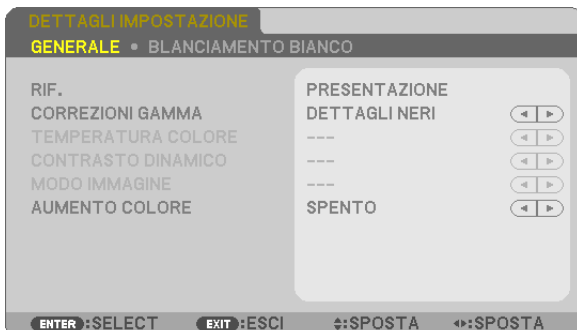 DETTAGLI IMPOSTAZIONE
GENERALE • BLANCIAMENTO BIANCO
RIF. PRESENTAZIONE
CORREZIONI GAMMA DETTAGLI NERI
TEMPERATURA COLORE ---
CONTRASTO DINAMICO ---
MODO IMMAGINE ---
AUMENTO COLORE SPENTO
ENTER :SELECT EXIT :ESCI :SPOSTA :SPOSTA